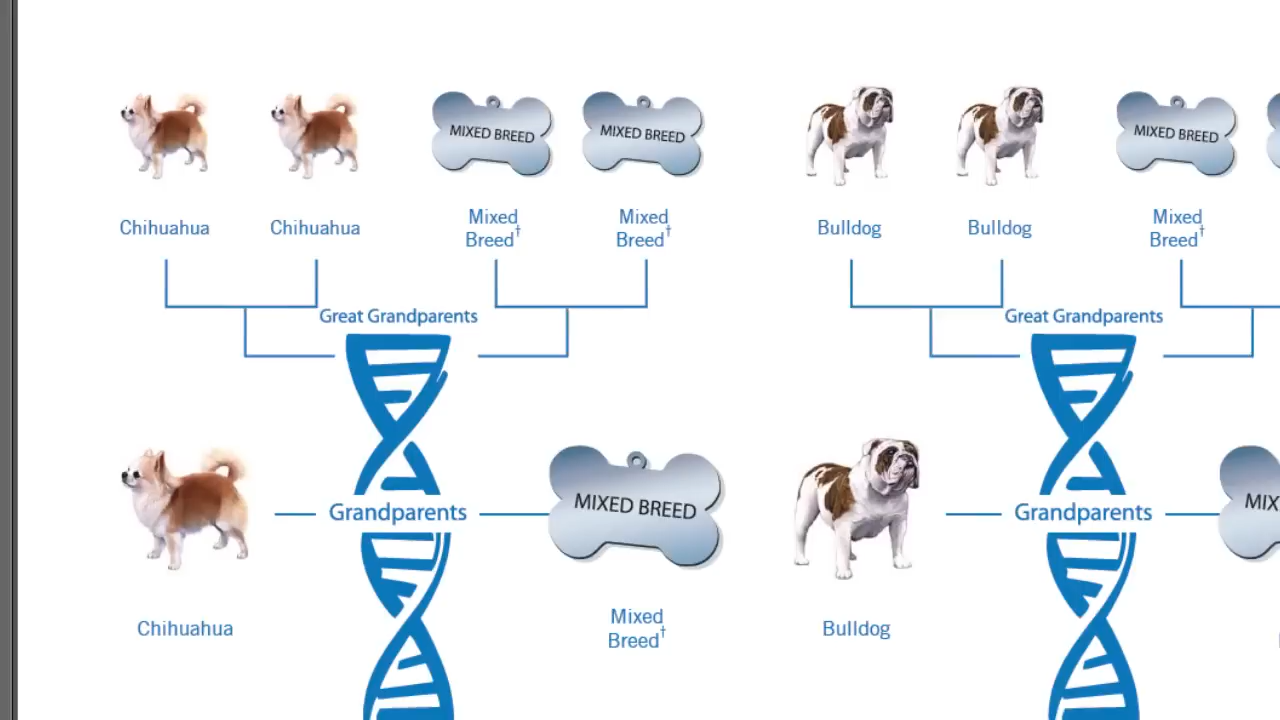 MIXED BREED
MIXED BREED
MIXED BREED
Chihuahua
Chihuahua
Mixed
Breed†
Mixed
Breed†
Bulldog
Bulldog
Mixed
Breed†
Great Grandparents
Great Grandparents
MIXED BREED
Grandparents
Grandparents
Chihuahua
Mixed
Breed†
Bulldog